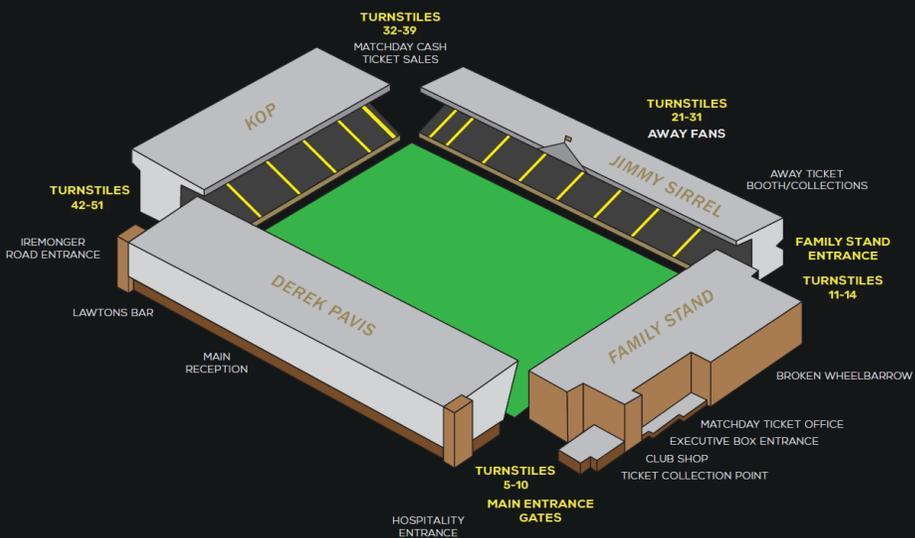 TURNSTILES
32-39
MATCHDAY CASH
TICKET SALES
KOP
TURNSTILES
21-31
AWAY FANS
JIMMY SIRREL
AWAY TICKET
BOOTH/COLLECTIONS
TURNSTILES
42-51
IREMONGER
ROAD ENTRANCE
FAMILY STAND
ENTRANCE
TURNSTILES
11-14
DEREK PAVIS
FAMILY STAND
LAWTONS BAR
MAIN
RECEPTION
BROKEN WHEELBARROW
MATCHDAY TICKET OFFICE
EXECUTIVE BOX ENTRANCE
CLUB SHOP
TICKET COLLECTION POINT
TURNSTILES
5-10
MAIN ENTRANCE
GATES
HOSPITALITY
ENTRANCE